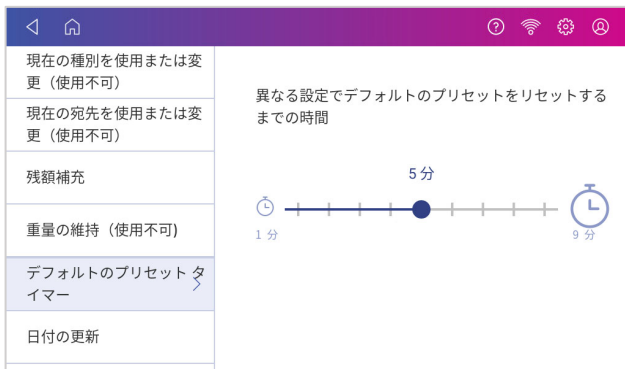 現在の種別を使用または変
更（使用不可）
現在の宛先を使用または変
更（使用不可）
残額補充
重量の維持（使用不可)
デフォルトのプリセット タ
イマー
日付の更新
異なる設定でデフォルトのプリセットをリセットする
までの時間
5 分
1 分
9 分